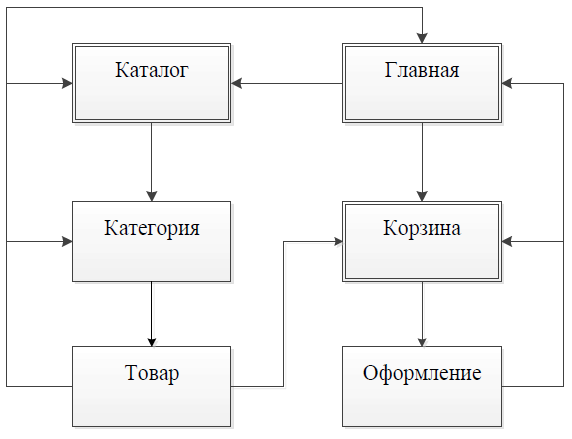 Каталог
Главная
Категория
Корзина
Товар
Оформление